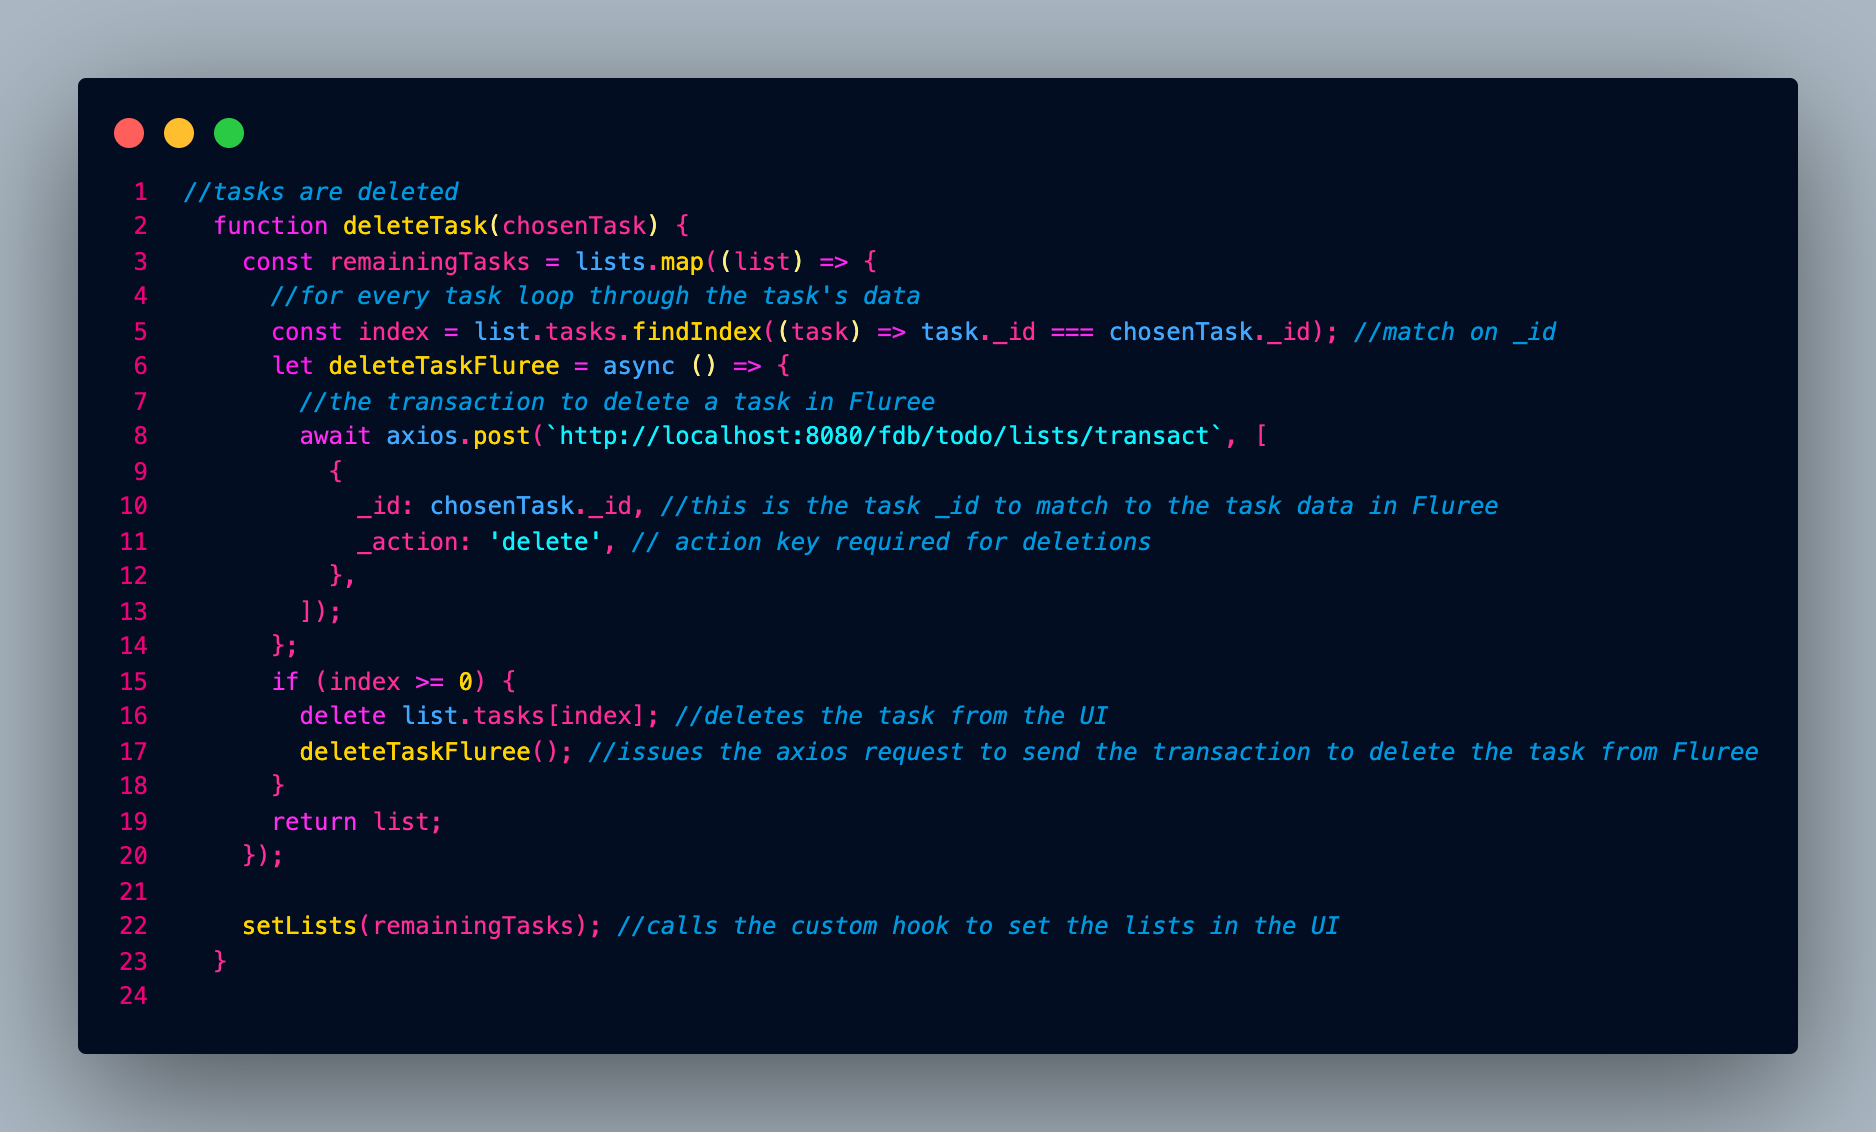 1 //tasks are deleted
2 function deleteTask(chosenTask) {
3 const remainingTasks = lists.map((list) => {
4 //for every task loop through the task's data
5 const index = list.tasks.findIndex((task) => task._id === chosenTask._id); //match on _id
6 let deleteTaskFluree = async () => {
7 //the transaction to delete a task in Fluree
8 await axios.post(`http://localhost:8080/fdb/todo/lists/transact`, [
9 {
10 _id: chosenTask._id, //this is the task _id to match to the task data in Fluree
11 _action: 'delete', // action key required for deletions
12 },
13 ]);
14 };
15 if (index >= 0) {
16 delete list.tasks[index]; //deletes the task from the UI
17 deleteTaskFluree(); //issues the axios request to send the transaction to delete the task from Fluree
18 }
19 return list;
20 });
21
22 setLists(remainingTasks); //calls the custom hook to set the lists in the UI
23 }
24